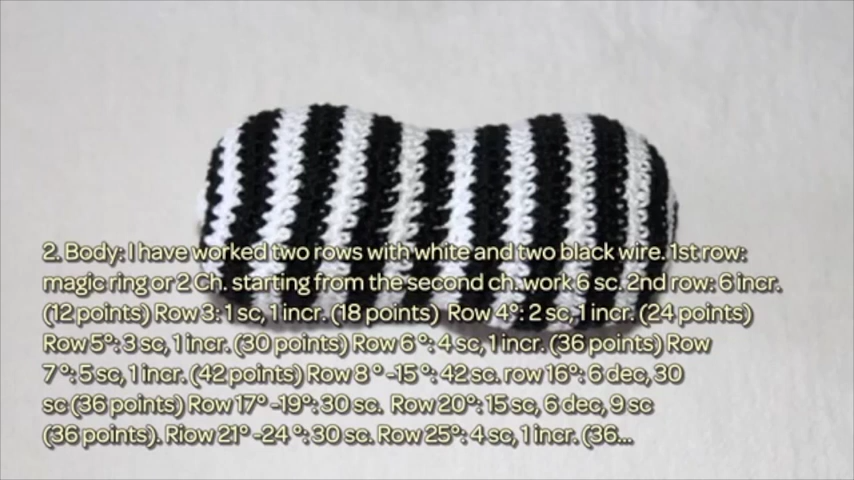 2. Body: I have worked two rows with white and two black wire. 1st row:
magic ring or 2 Ch. starting from the second ch. work 6 sc. 2nd row: 6 incr.
(12 points) Row 3: 1 sc, 1 incr. (18 points) Row 4°: 2 sc, 1 incr. (24 points)
Row 5°: 3 sc, 1 incr. (30 points) Row 6°: 4 sc, 1 incr. (36 points) Row
7°: 5 sc, 1 incr. (42 points) Row 8° -15°: 42 sc. row 16°: 6 dec, 30
sc (36 points) Row 17° -19°: 30 sc. Row 20°: 15 sc, 6 dec, 9 sc
(36 points). Riow 21° -24°: 30 sc. Row 25°: 4 sc, 1 incr. (36...